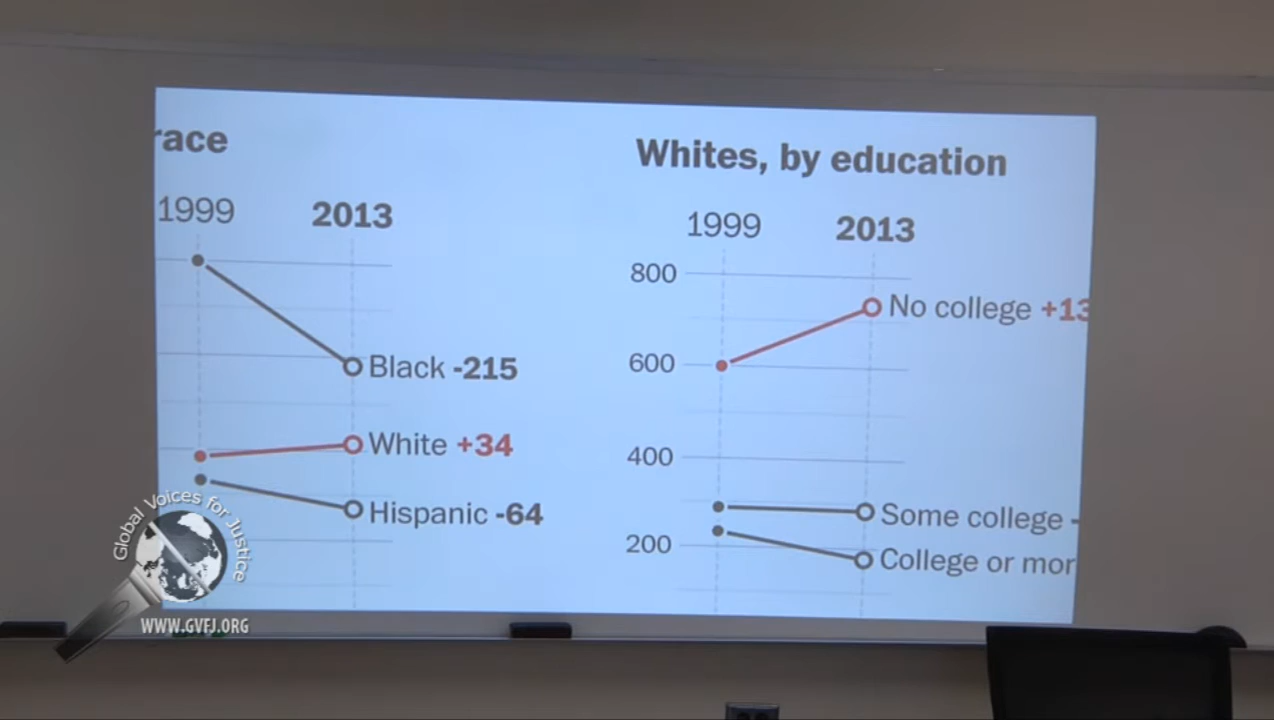 race
1999 2013
Black -215
White +34
Hispanic -64
Whites, by education
1999 2013
800
No college +13
600
400
Some college -
200
College or mor
Global Voices for Justice
WWW.GVFJ.ORG